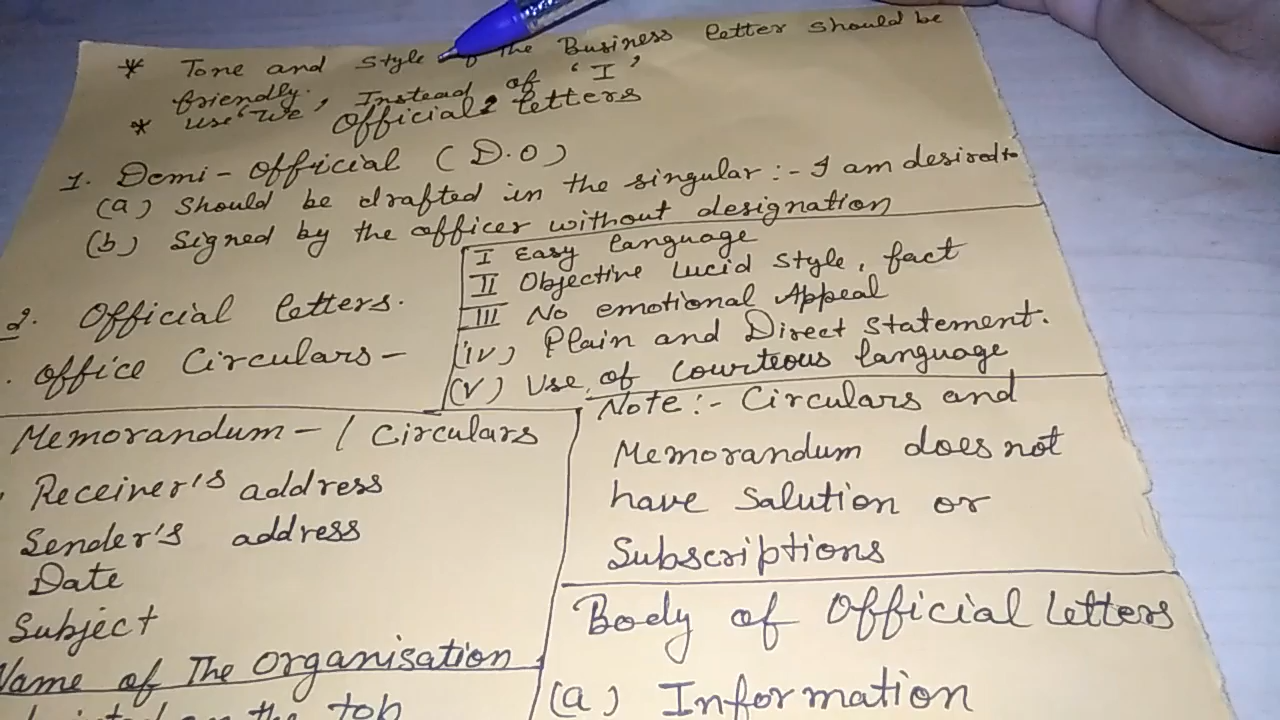 * Tone and style of the Business letter should be
friendly.
* use 'we', Instead of 'I'
Official letters
1. Demi-official (D.O)
(a) Should be drafted in the singular :- I am desired to
(b) Signed by the officer without designation
I Easy language
II Objective Lucid style, fact
III No emotional Appeal
(iv) Plain and Direct statement.
(v) Use of courteous language
2. Official letters.
office Circulars-
Memorandum - / Circulars
Receiver's address
Sender's address
Date
Subject
Name of The organisation
on the top
Note:- Circulars and
Memorandum does not
have Salution or
Subscriptions
Body of Official letters
(a) Information